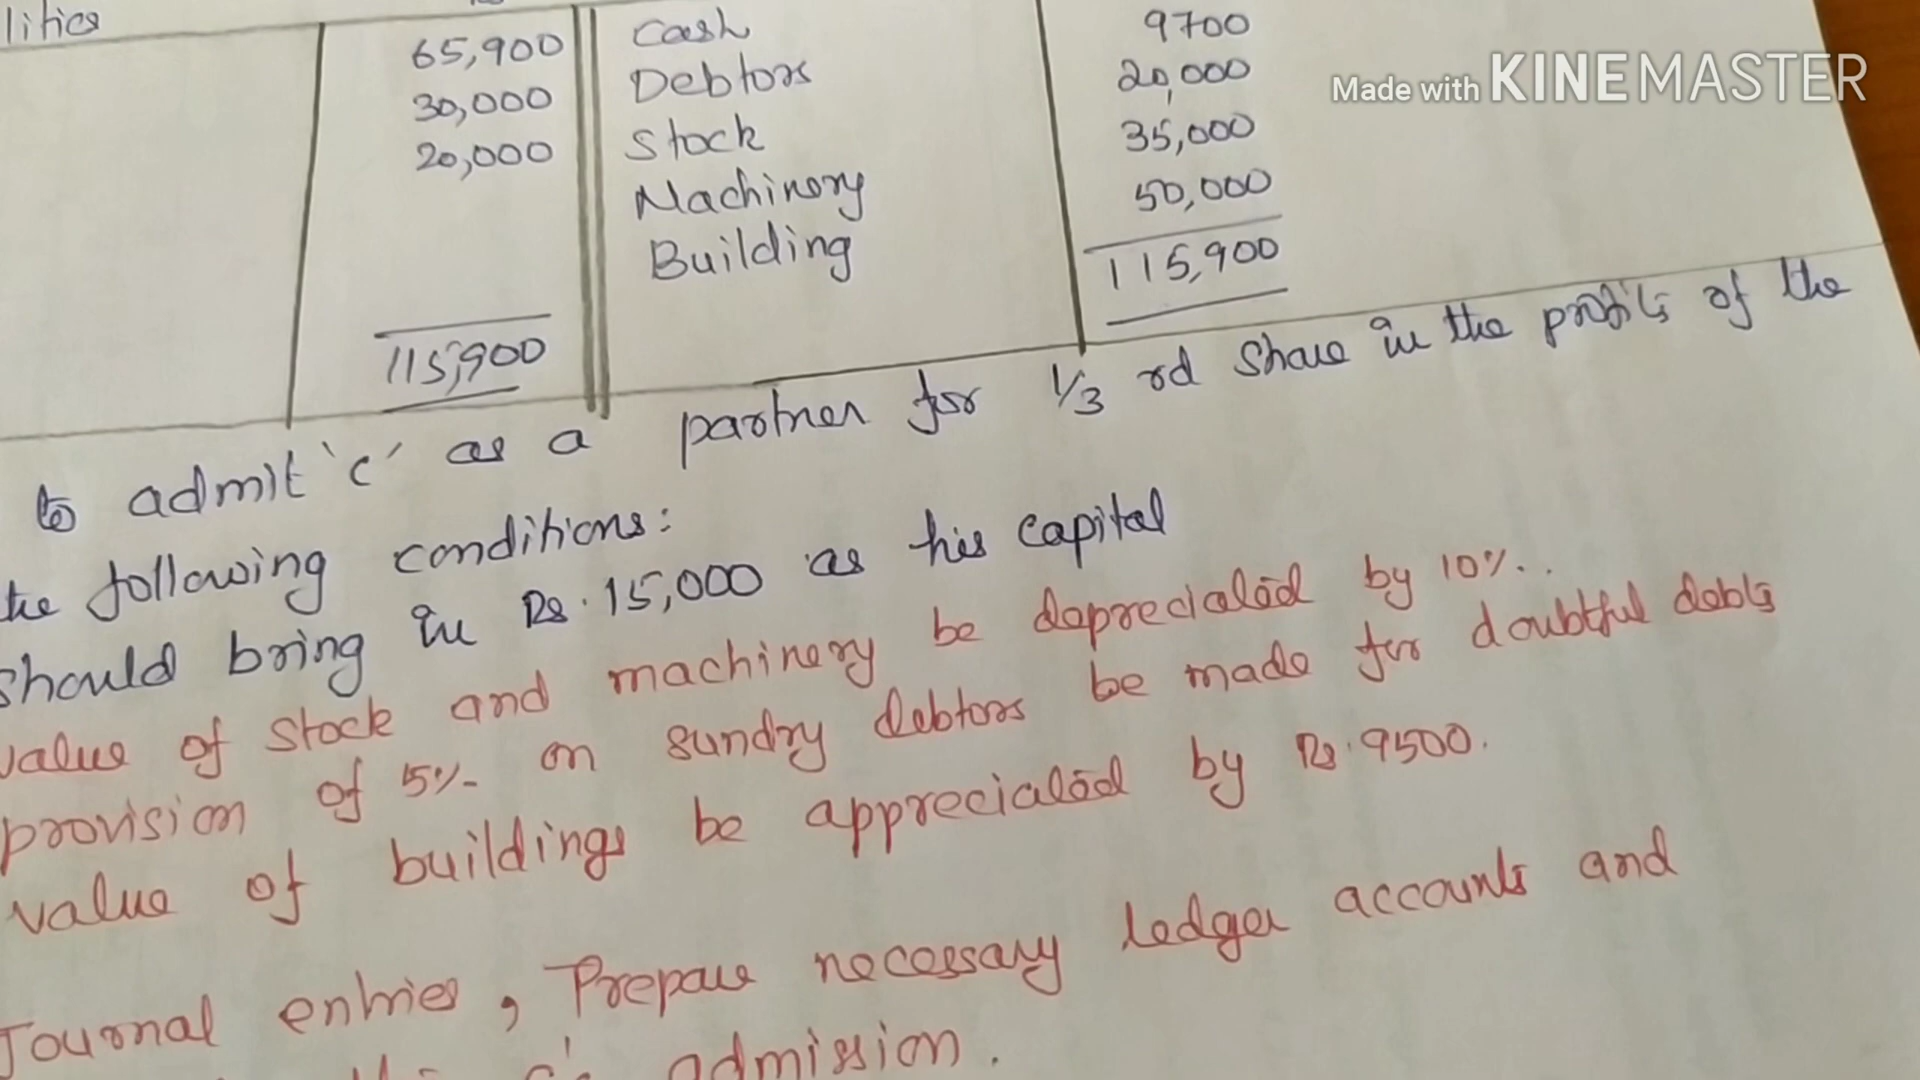 lities
65,900 Cash 9700
30,000 Debtors 20,000
20,000 Stock 35,000
Machinery 50,000
Building 115,900
115,900
to admit 'c' as a partner for 1/3 rd share in the profits of the
the following conditions:
should bring in Rs. 15,000 as his capital
value of stock and machinery be depreciated by 10%.
provision of 5% on sundry debtors be made for doubtful debts
value of buildings be appreciated by Rs. 9500.
Journal entries, Prepare necessary ledger accounts and
admission.
Made with KINEMASTER